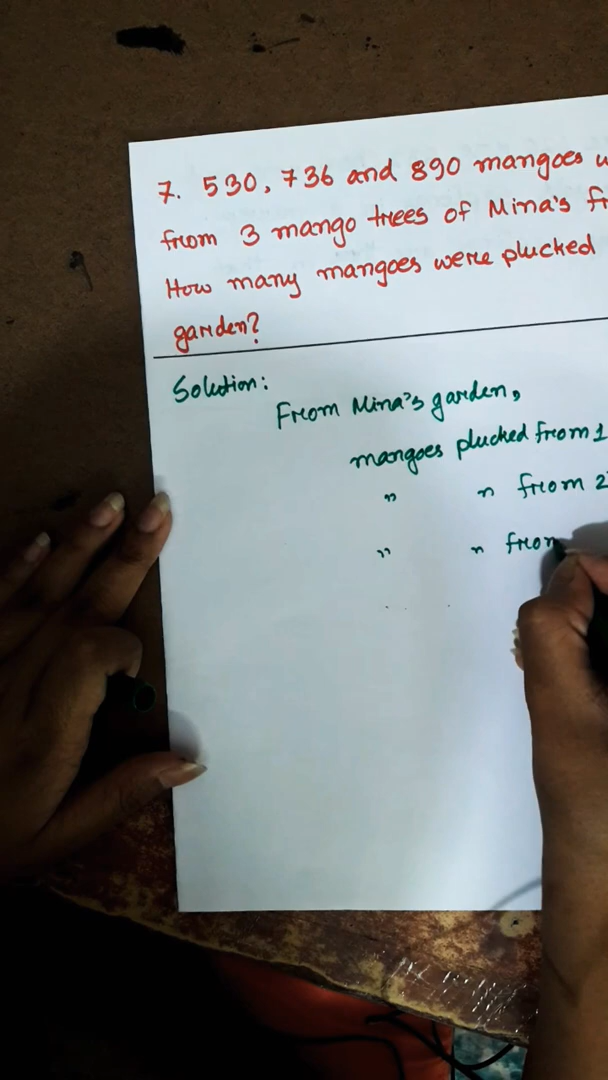 7. 530, 736 and 890 mangoes
from 3 mango trees of Mina's
How many mangoes were plucked
garden?
Solution:
From Mina's garden,
mangoes plucked from 1
" " from 2
" " from